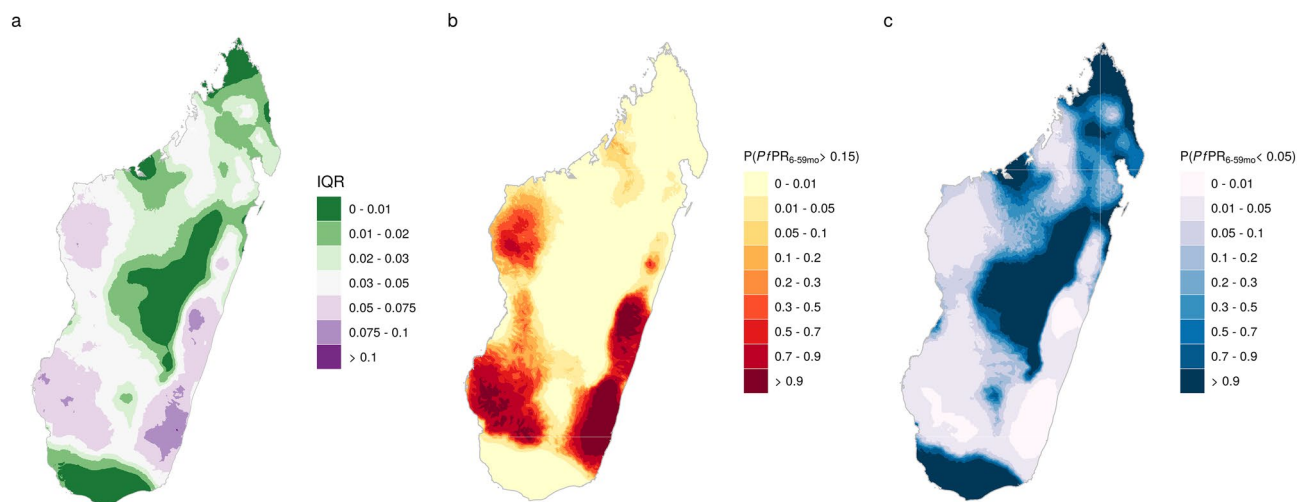 a
IQR
0 - 0.01
0.01 - 0.02
0.02 - 0.03
0.03 - 0.05
0.05 - 0.075
0.075 - 0.1
> 0.1
b
P(PfPR6-59mo> 0.15)
0 - 0.01
0.01 - 0.05
0.05 - 0.1
0.1 - 0.2
0.2 - 0.3
0.3 - 0.5
0.5 - 0.7
0.7 - 0.9
> 0.9
c
P(PfPR6-59mo< 0.05)
0 - 0.01
0.01 - 0.05
0.05 - 0.1
0.1 - 0.2
0.2 - 0.3
0.3 - 0.5
0.5 - 0.7
0.7 - 0.9
> 0.9